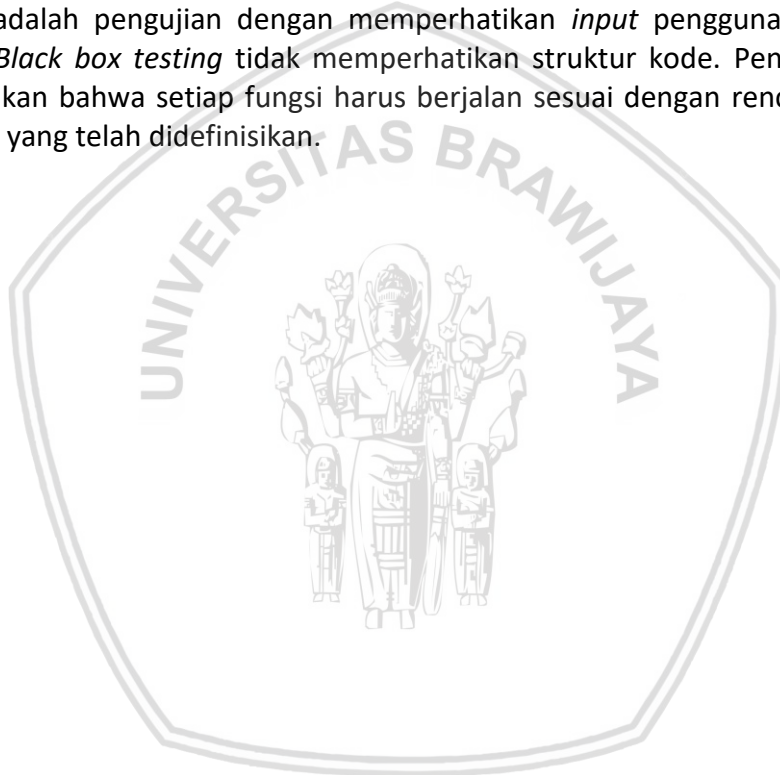 adalah pengujian dengan memperhatikan input pengguna
Black box testing tidak memperhatikan struktur kode. Pen
kan bahwa setiap fungsi harus berjalan sesuai dengan ren
yang telah didefinisikan.
UNIVERSITAS BRAWIJAYA